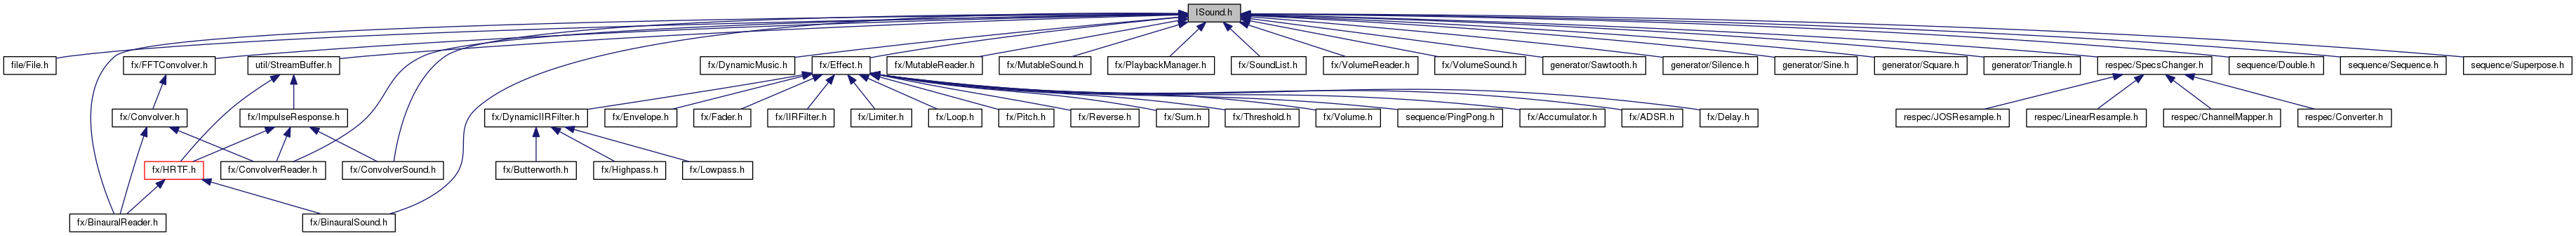 ISound.h
file/File.h
fx/FFTConvolver.h
util/StreamBuffer.h
fx/DynamicMusic.h
fx/Effect.h
fx/MutableReader.h
fx/MutableSound.h
fx/PlaybackManager.h
fx/SoundList.h
fx/VolumeReader.h
fx/VolumeSound.h
generator/Sawtooth.h
generator/Silence.h
generator/Sine.h
generator/Square.h
generator/Triangle.h
respec/SpecsChanger.h
sequence/Double.h
sequence/Sequence.h
sequence/Superpose.h
fx/Convolver.h
fx/ImpulseResponse.h
fx/DynamicIIRFilter.h
fx/Envelope.h
fx/Fader.h
fx/IIRFilter.h
fx/Limiter.h
fx/Loop.h
fx/Pitch.h
fx/Reverse.h
fx/Sum.h
fx/Threshold.h
fx/Volume.h
sequence/PingPong.h
fx/Accumulator.h
fx/ADSR.h
fx/Delay.h
respec/JOSResample.h
respec/LinearResample.h
respec/ChannelMapper.h
respec/Converter.h
fx/HRTF.h
fx/ConvolverReader.h
fx/ConvolverSound.h
fx/Butterworth.h
fx/Highpass.h
fx/Lowpass.h
fx/BinauralReader.h
fx/BinauralSound.h